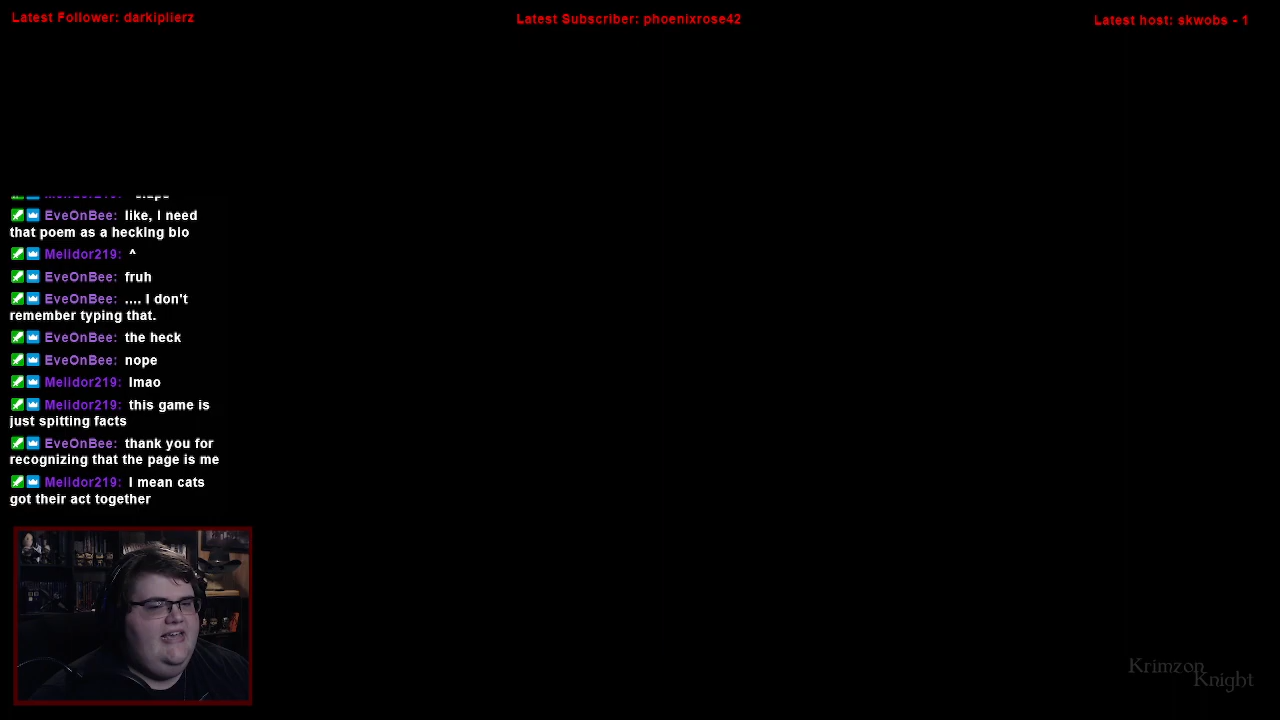 Latest Follower: darkiplierz
Latest Subscriber: phoenixrose42
Latest host: skwobs - 1
EveOnBee: like, I need
that poem as a hecking bio
Melidor219: ^
EveOnBee: fruh
EveOnBee: .... I don't
remember typing that.
EveOnBee: the heck
EveOnBee: nope
Melidor219: lmao
Melidor219: this game is
just spitting facts
EveOnBee: thank you for
recognizing that the page is me
Melidor219: I mean cats
got their act together
Krimzon
Knight